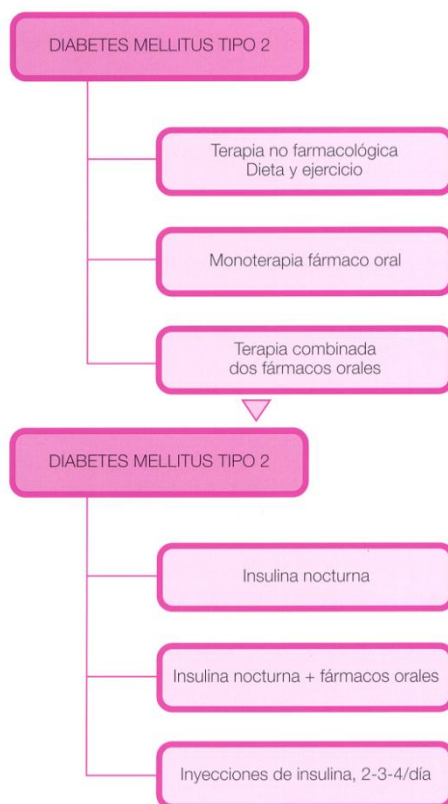 DIABETES MELLITUS TIPO 2
Terapia no farmacológica
Dieta y ejercicio
Monoterapia fármaco oral
Terapia combinada
dos fármacos orales
DIABETES MELLITUS TIPO 2
Insulina nocturna
Insulina nocturna + fármacos orales
Inyecciones de insulina, 2-3-4/día